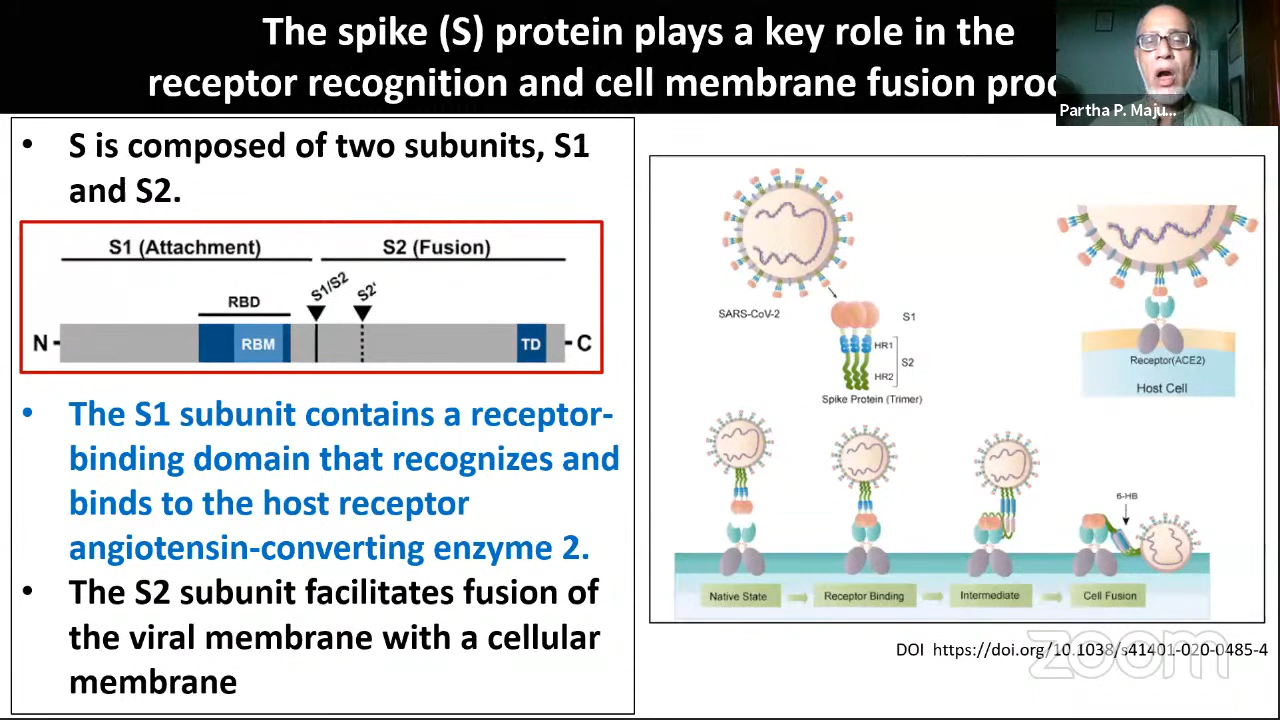 The spike (S) protein plays a key role in the
receptor recognition and cell membrane fusion proc
Partha P. Maju...
• S is composed of two subunits, S1
and S2.
S1 (Attachment)
S2 (Fusion)
S1/S2
S2'
RBD
N
RBM
TD
C
• The S1 subunit contains a receptor-
binding domain that recognizes and
binds to the host receptor
angiotensin-converting enzyme 2.
• The S2 subunit facilitates fusion of
the viral membrane with a cellular
membrane
SARS-CoV-2
S1
HR1
S2
HR2
Spike Protein (Trimer)
Receptor(ACE2)
Host Cell
6-HB
Native State
Receptor Binding
Intermediate
Cell Fusion
DOI https://doi.org/10.1038/s41401-020-0485-4
zoom